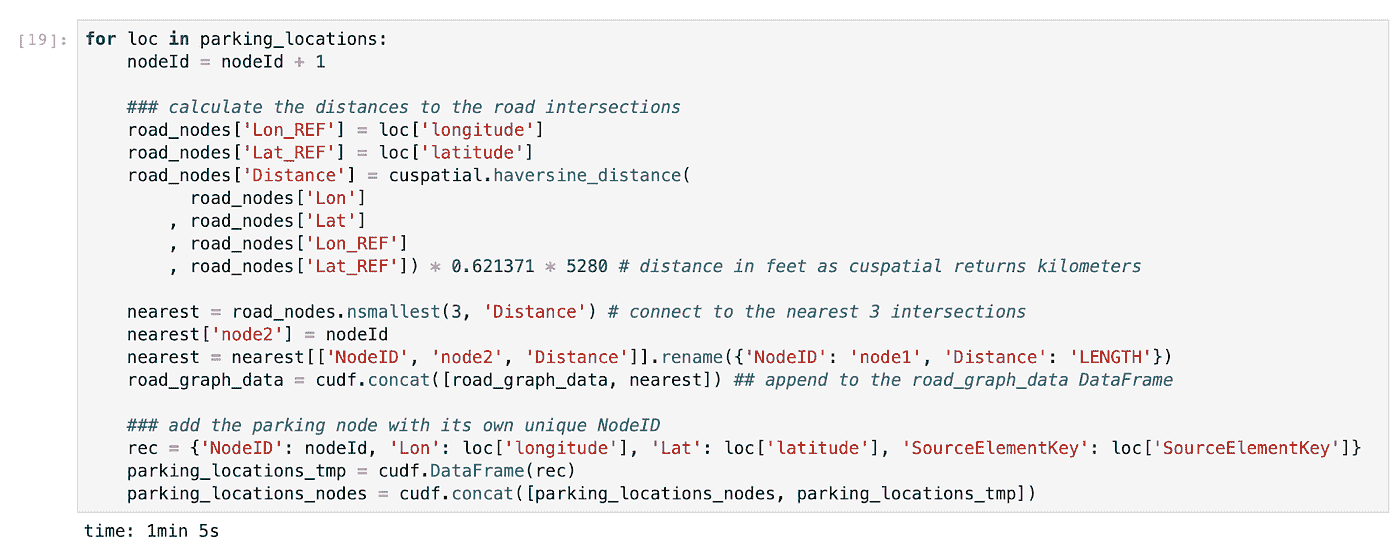 [19]: for loc in parking_locations:
nodeId = nodeId + 1
### calculate the distances to the road intersections
road_nodes['Lon_REF'] = loc['longitude']
road_nodes['Lat_REF'] = loc['latitude']
road_nodes['Distance'] = cuspatial.haversine_distance(
road_nodes['Lon']
, road_nodes['Lat']
, road_nodes['Lon_REF']
, road_nodes['Lat_REF']) * 0.621371 * 5280 # distance in feet as cuspatial returns kilometers
nearest = road_nodes.nsmallest(3, 'Distance') # connect to the nearest 3 intersections
nearest['node2'] = nodeId
nearest = nearest[['NodeID', 'node2', 'Distance']].rename({'NodeID': 'node1', 'Distance': 'LENGTH'})
road_graph_data = cudf.concat([road_graph_data, nearest]) ## append to the road_graph_data DataFrame
### add the parking node with its own unique NodeID
rec = {'NodeID': nodeId, 'Lon': loc['longitude'], 'Lat': loc['latitude'], 'SourceElementKey': loc['SourceElementKey']}
parking_locations_tmp = cudf.DataFrame(rec)
parking_locations_nodes = cudf.concat([parking_locations_nodes, parking_locations_tmp])
time: 1min 5s